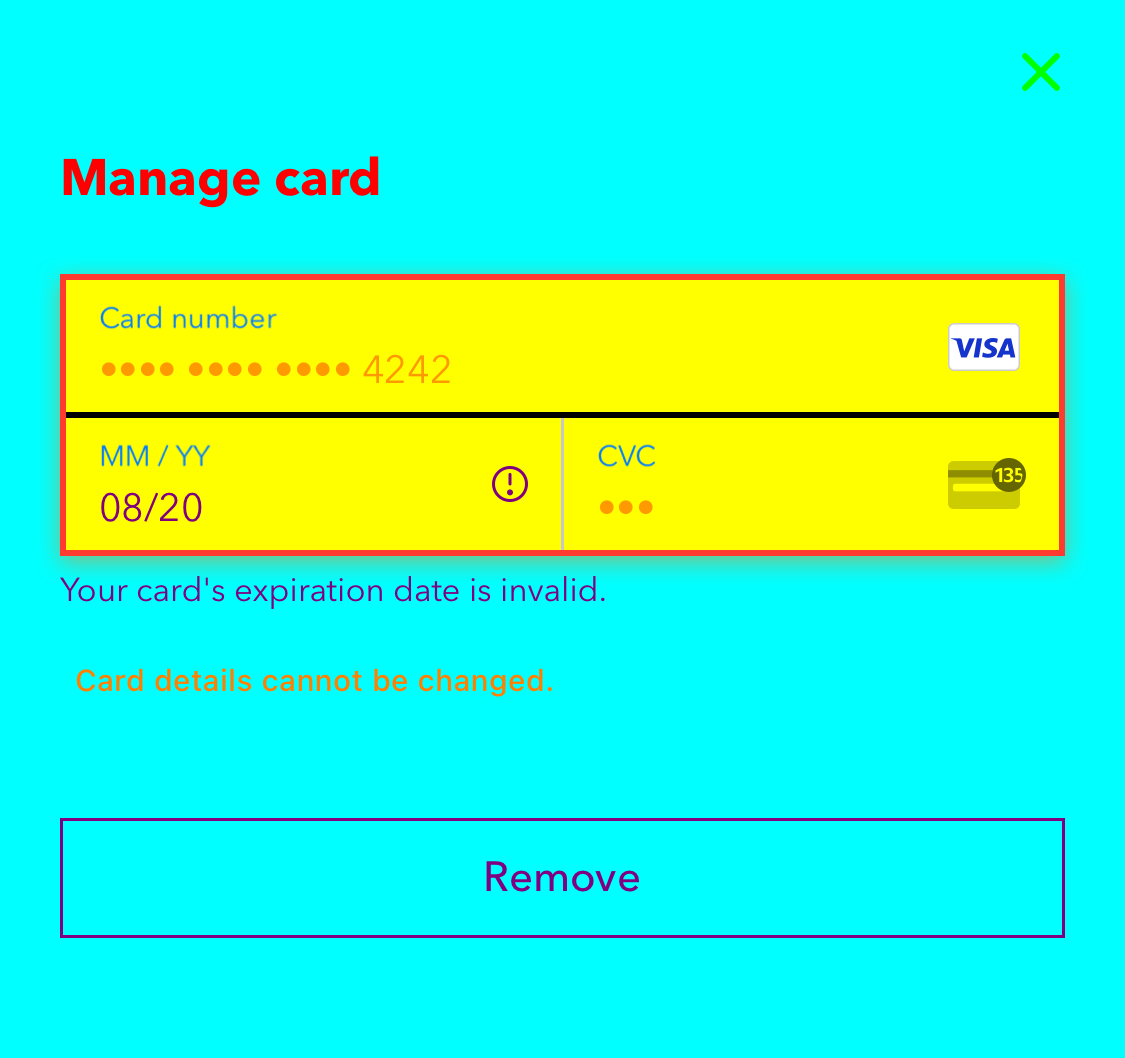 Manage card
Card number
•••• •••• •••• 4242
VISA
MM / YY
08/20
CVC
•••
135
Your card's expiration date is invalid.
Card details cannot be changed.
Remove